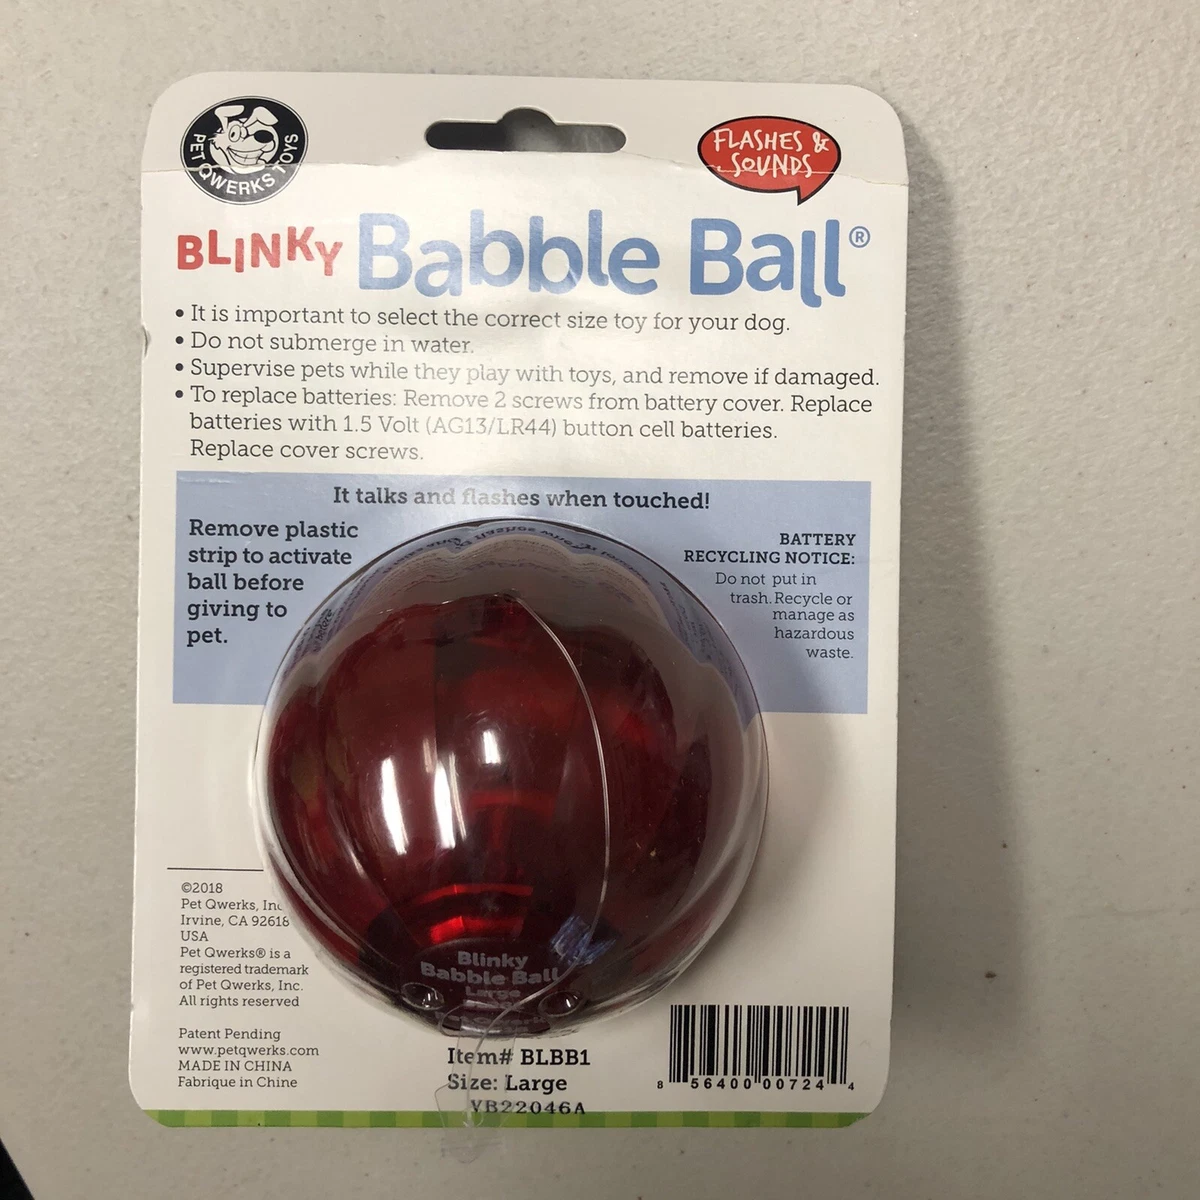 PET QWERKS TOYS
FLASHES &
SOUNDS
BLINKY Babble Ball®
• It is important to select the correct size toy for your dog.
• Do not submerge in water.
• Supervise pets while they play with toys, and remove if damaged.
• To replace batteries: Remove 2 screws from battery cover. Replace
batteries with 1.5 Volt (AG13/LR44) button cell batteries.
Replace cover screws.
It talks and flashes when touched!
Remove plastic
strip to activate
ball before
giving to
pet.
BATTERY
RECYCLING NOTICE:
Do not put in
trash. Recycle or
manage as
hazardous
waste.
©2018
Pet Qwerks, Inc
Irvine, CA 92618
USA
Pet Qwerks® is a
registered trademark
of Pet Qwerks, Inc.
All rights reserved
Patent Pending
www.petqwerks.com
MADE IN CHINA
Fabrique in Chine
Blinky
Babble Ball
Large
Item# BLBB1
Size: Large
YB22046A
8 56400 00724 4